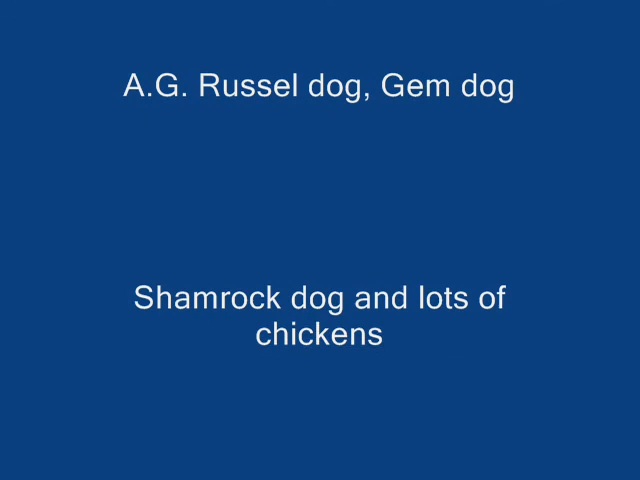 A.G. Russel dog, Gem dog
Shamrock dog and lots of
chickens